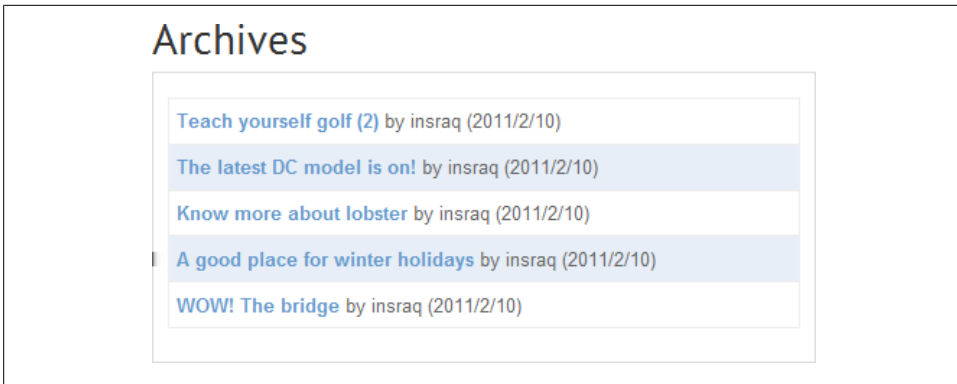 Archives
Teach yourself golf (2) by insraq (2011/2/10)
The latest DC model is on! by insraq (2011/2/10)
Know more about lobster by insraq (2011/2/10)
A good place for winter holidays by insraq (2011/2/10)
WOW! The bridge by insraq (2011/2/10)